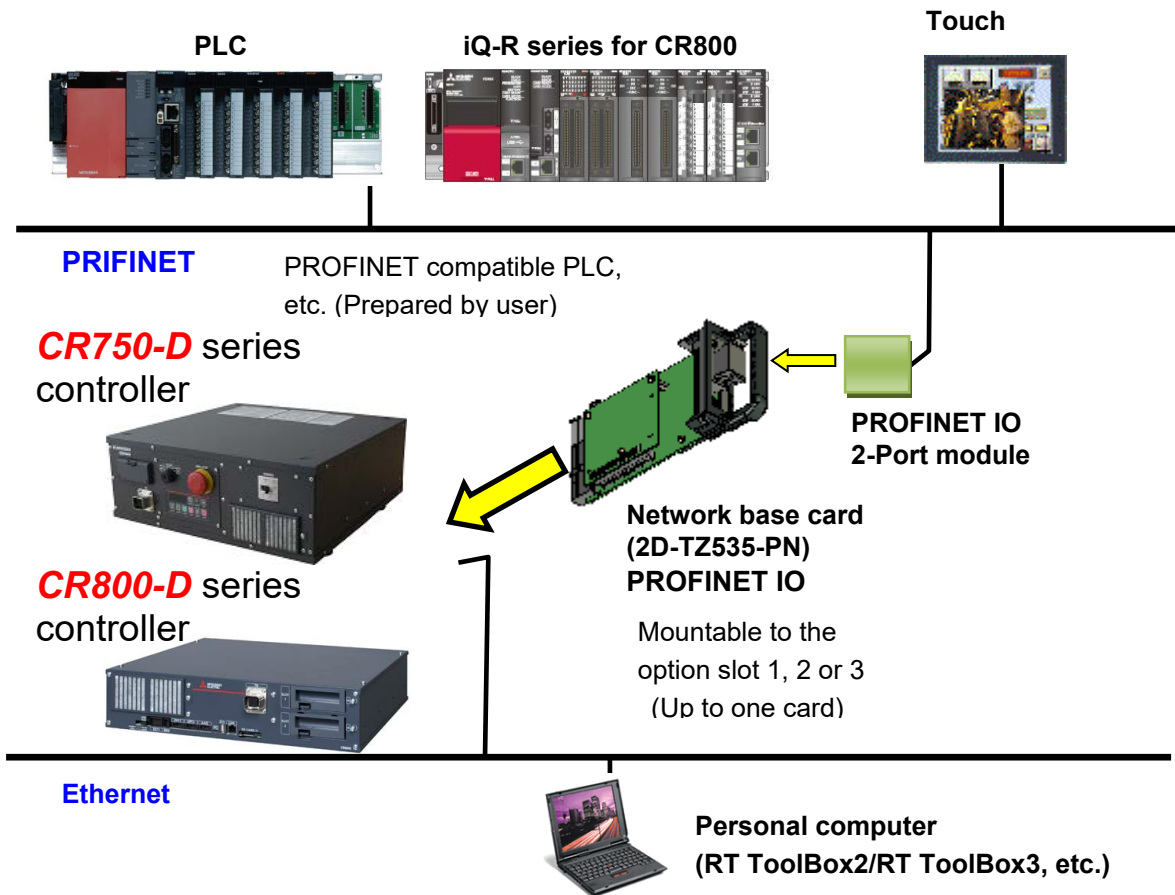 PLC
iQ-R series for CR800
Touch
PRIFINET
PROFINET compatible PLC,
etc. (Prepared by user)
CR750-D series
controller
PROFINET IO
2-Port module
Network base card
(2D-TZ535-PN)
PROFINET IO
CR800-D series
controller
Mountable to the
option slot 1, 2 or 3
(Up to one card)
Ethernet
Personal computer
(RT ToolBox2/RT ToolBox3, etc.)